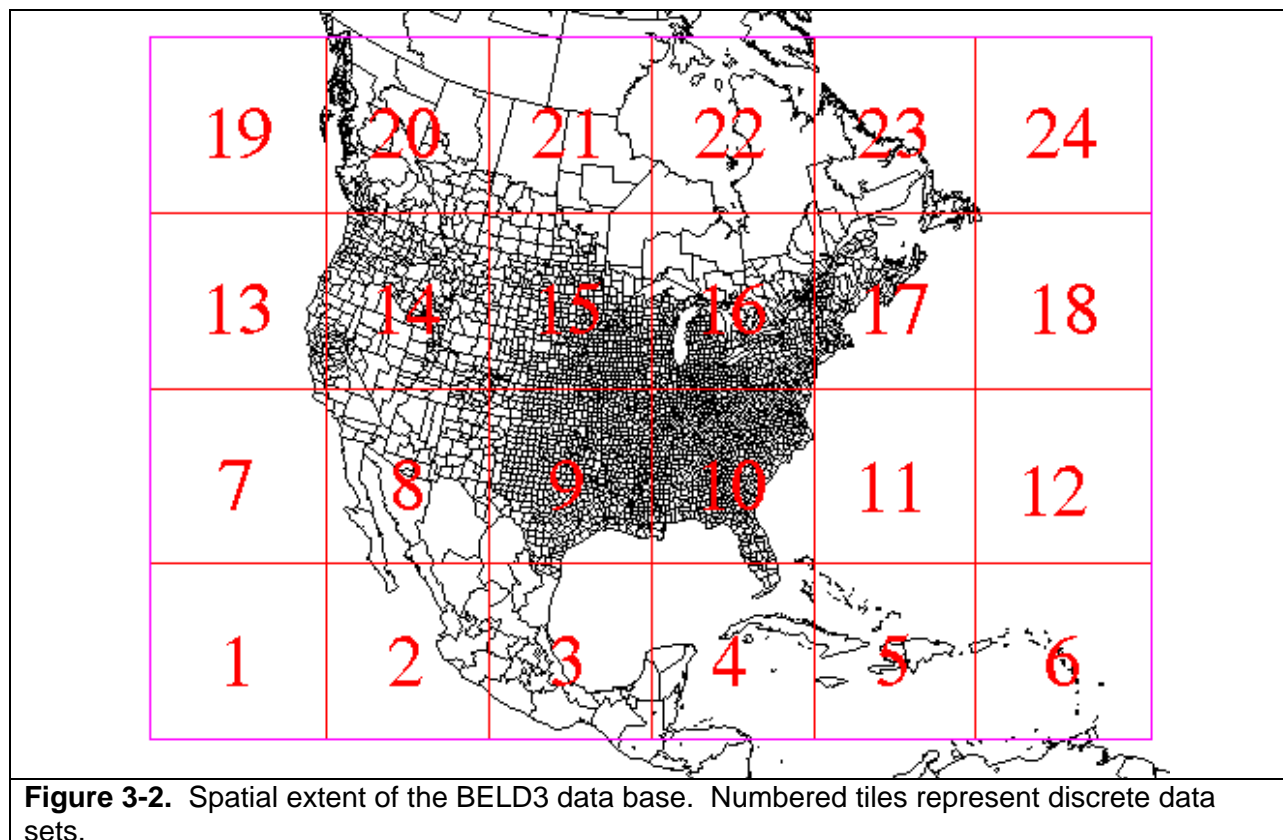 19 20 21 22 23 24
13 14 15 16 17 18
7 8 9 10 11 12
1 2 3 4 5 6
Figure 3-2. Spatial extent of the BELD3 data base. Numbered tiles represent discrete data
sets.